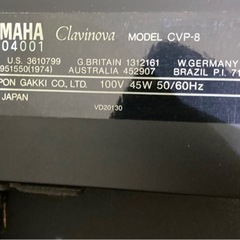 AMAHA Clavinova MODEL CVP-8
04001
U.S. 3610799 G.BRITAIN 1312161 W.GERMANY
951550(1974) AUSTRALIA 452907 BRAZIL P.I. 71
PON GAKKI CO., LTD. 100V 45W 50/60Hz
JAPAN
VD20130